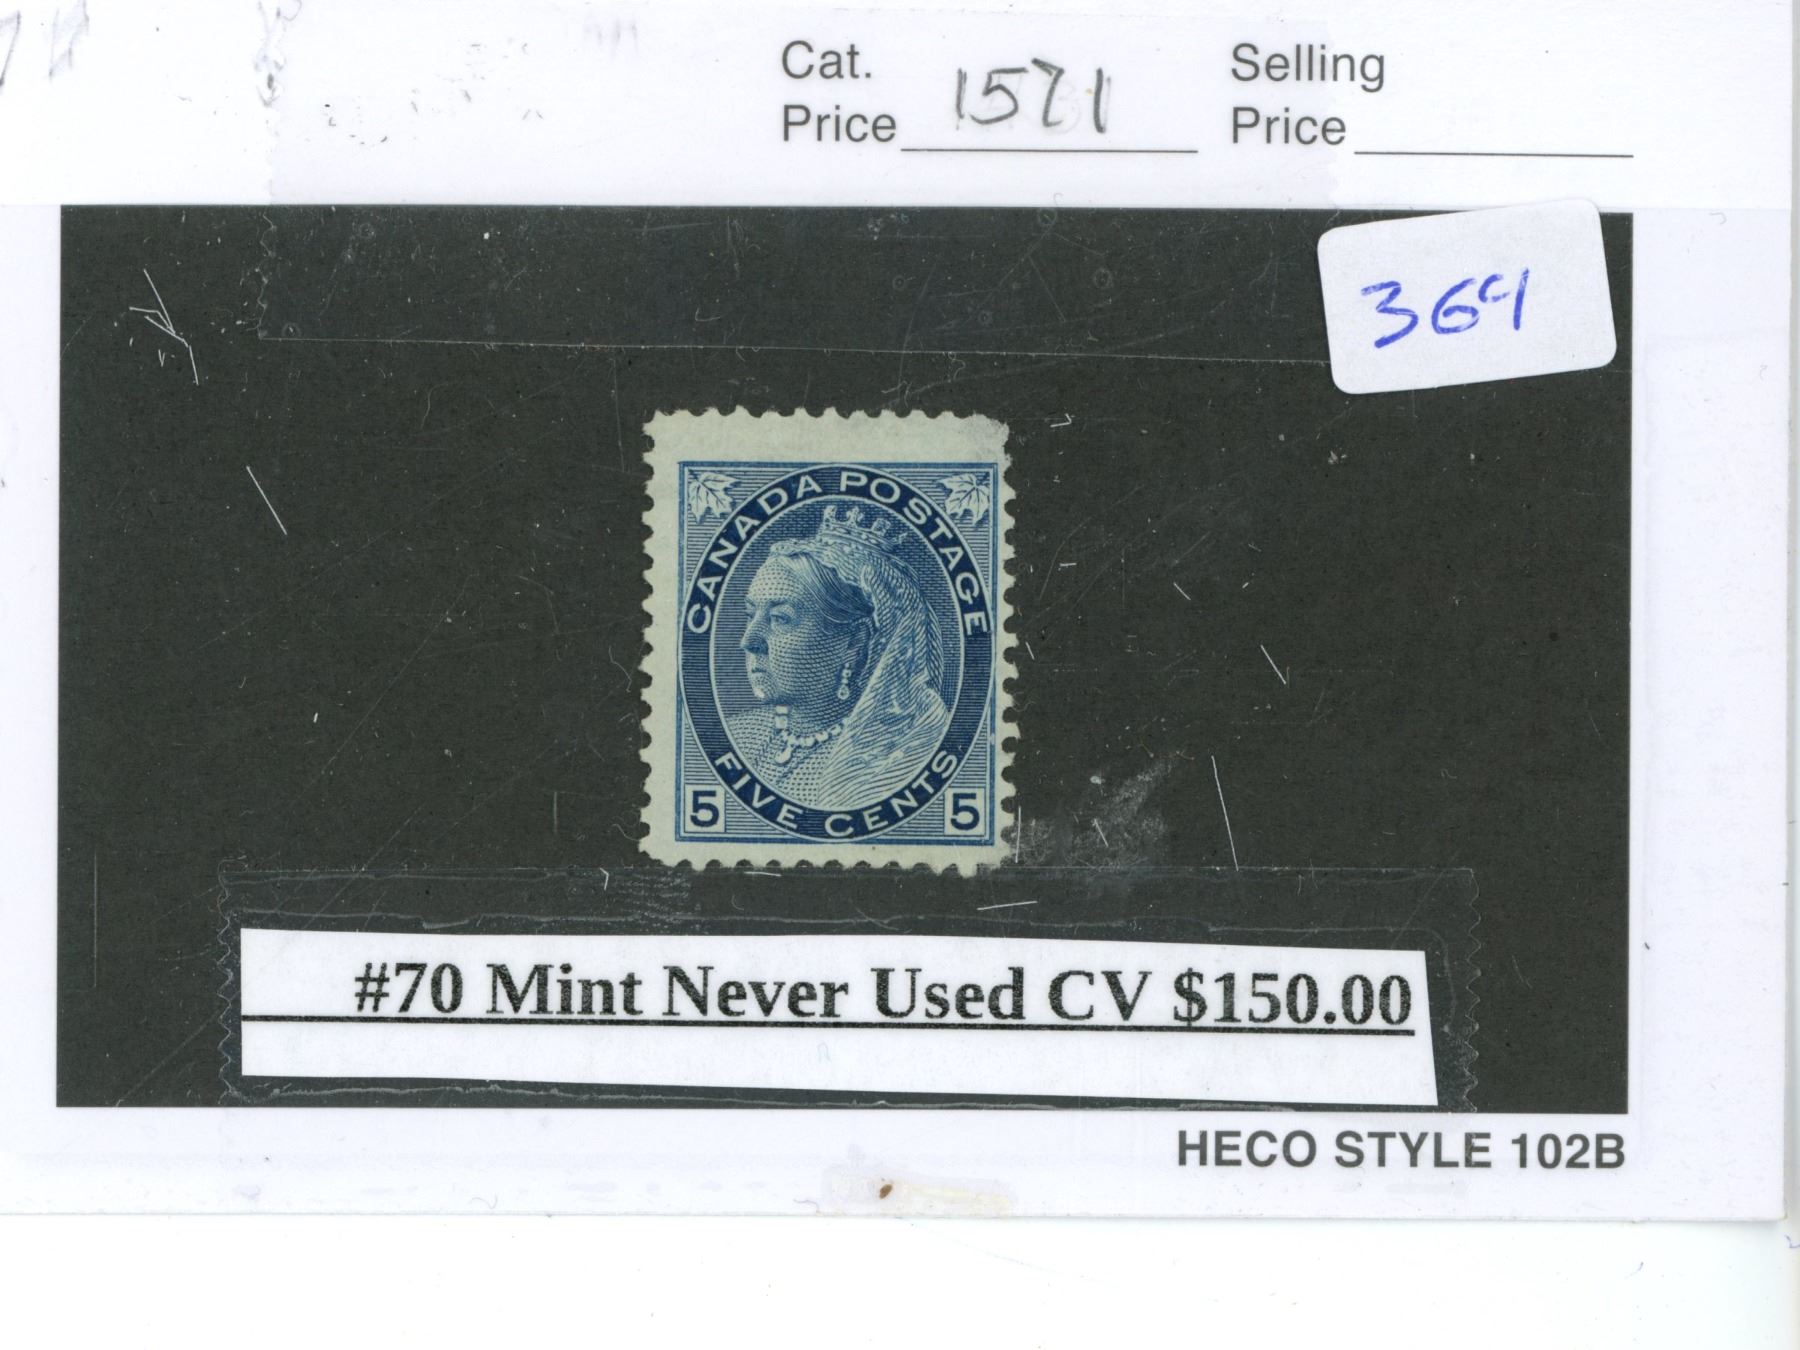 Cat.
Price 1571
Selling
Price
364
CANADA POSTAGE
FIVE CENTS
5 5
#70 Mint Never Used CV $150.00
HECO STYLE 102B